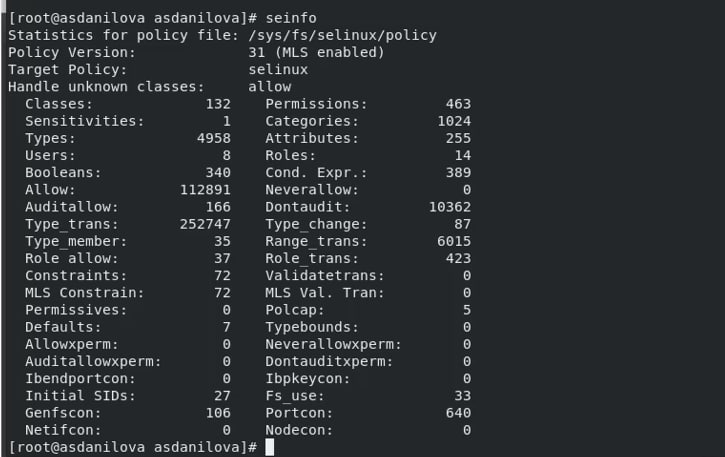 [root@asdanilova asdanilova]# seinfo
Statistics for policy file: /sys/fs/selinux/policy
Policy Version:             31 (MLS enabled)
Target Policy:              selinux
Handle unknown classes:     allow
  Classes:             132    Permissions:         463
  Sensitivities:         1    Categories:         1024
  Types:              4958    Attributes:          255
  Users:                 8    Roles:                14
  Booleans:            340    Cond. Expr.:         389
  Allow:            112891    Neverallow:            0
  Auditallow:          166    Dontaudit:         10362
  Type_trans:       252747    Type_change:          87
  Type_member:          35    Range_trans:        6015
  Role allow:           37    Role_trans:          423
  Constraints:          72    Validatetrans:         0
  MLS Constrain:        72    MLS Val. Tran:         0
  Permissives:           0    Polcap:                5
  Defaults:              7    Typebounds:            0
  Allowxperm:            0    Neverallowxperm:       0
  Auditallowxperm:       0    Dontauditxperm:        0
  Ibendportcon:          0    Ibpkeycon:             0
  Initial SIDs:         27    Fs_use:               33
  Genfscon:            106    Portcon:             640
  Netifcon:              0    Nodecon:               0
[root@asdanilova asdanilova]#